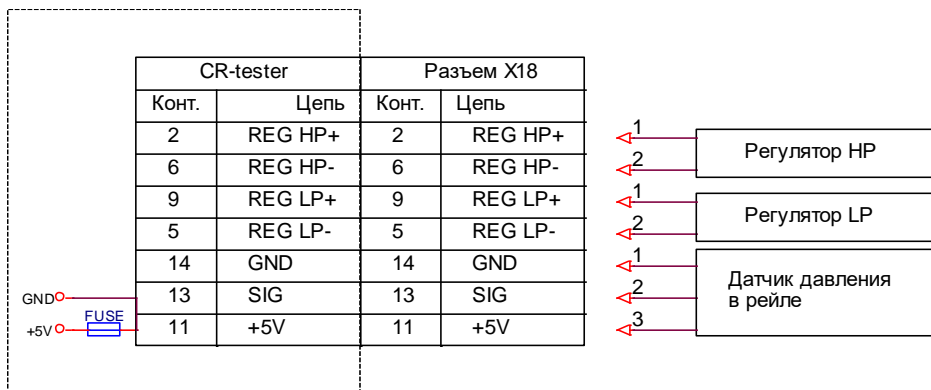 CR-tester Разъем X18
Конт. Цепь Конт. Цепь
2 REG HP+ 2 REG HP+ 1
6 REG HP- 6 REG HP- 2
Регулятор HP
9 REG LP+ 9 REG LP+ 1
5 REG LP- 5 REG LP- 2
Регулятор LP
14 GND 14 GND 1
GND 13 SIG 13 SIG 2
+5V FUSE 11 +5V 11 +5V 3
Датчик давления
в рейле